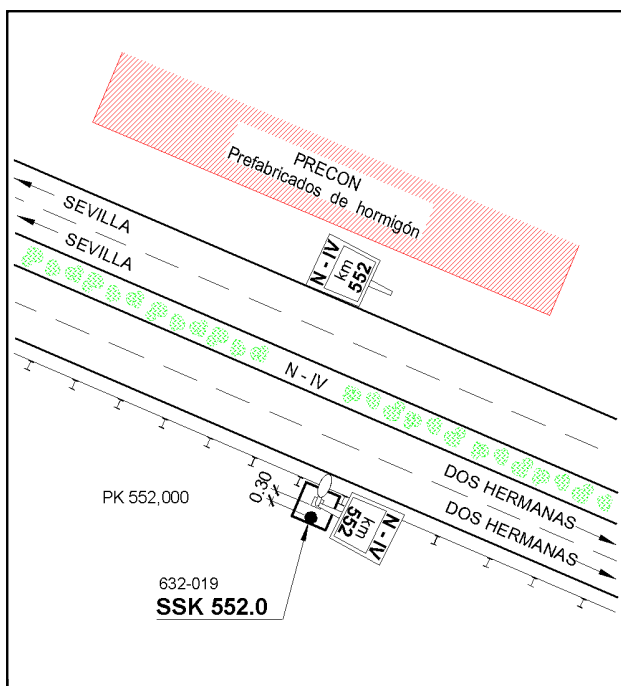 PRECON
Prefabricados de hormigón
SEVILLA
SEVILLA
N - IV
km
552
N - IV
DOS HERMANAS
DOS HERMANAS
PK 552,000
0.30
N - IV
km
552
632-019
SSK 552.0